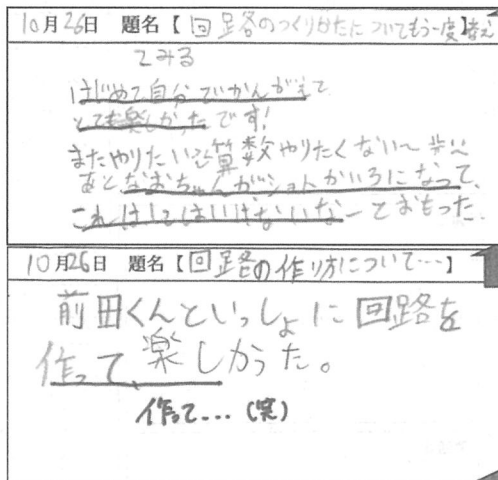 10月26日 題名【回路のつくりかたについてもう一度】考え
てみる
はじめて自分でかんがえて
とても楽しかったです!
またやりたい 算数やりたくない〜
あと、なおちゃんがショトかいろになって、
これはしてはいけないなーとおもった。
10月26日 題名【回路の作り方について…】
前田くんといっしょに回路を
作って、楽しかった。
作って…(笑)